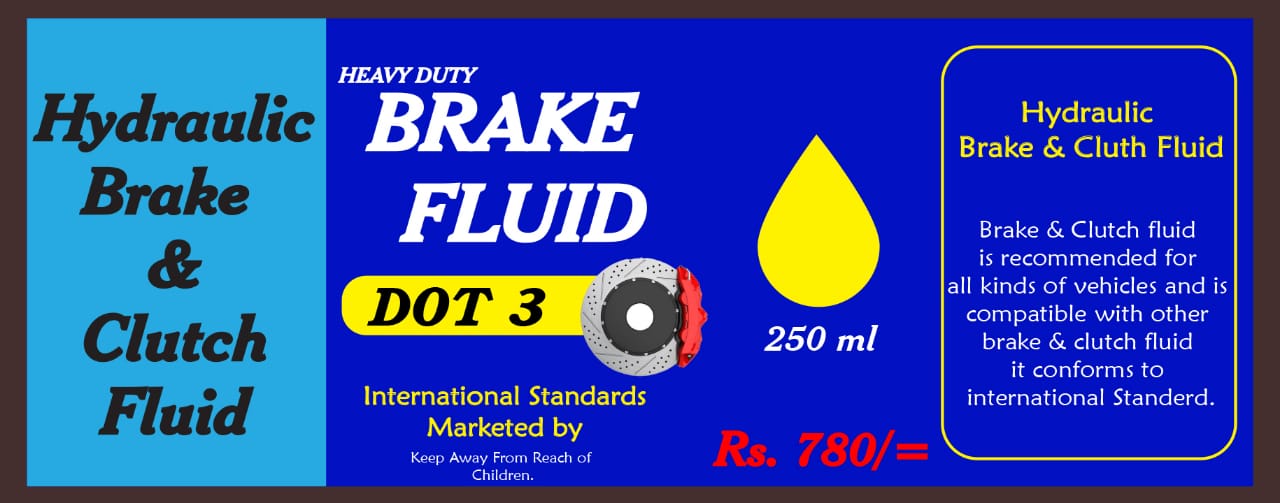 Hydraulic
Brake
&
Clutch
Fluid
HEAVY DUTY
BRAKE
FLUID
DOT 3
International Standards
Marketed by
Keep Away From Reach of
Children.
250 ml
Rs. 780/=
Hydraulic
Brake & Cluth Fluid
Brake & Clutch fluid
is recommended for
all kinds of vehicles and is
compatible with other
brake & clutch fluid
it conforms to
international Standerd.